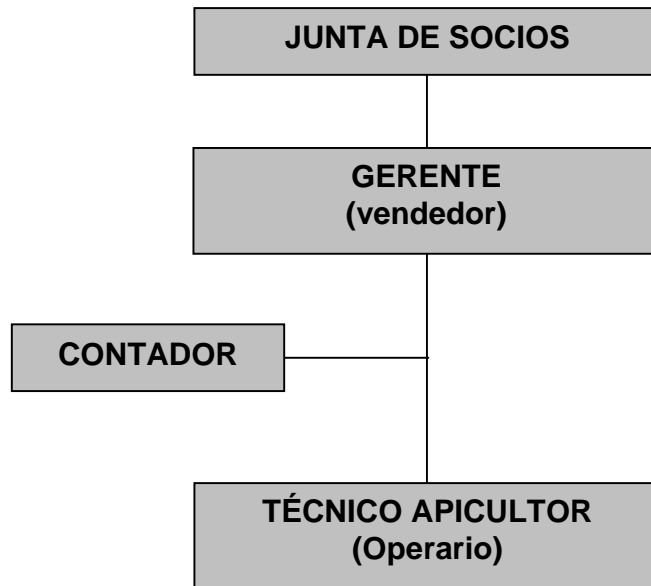 JUNTA DE SOCIOS
GERENTE
(vendedor)
CONTADOR
TÉCNICO APICULTOR
(Operario)